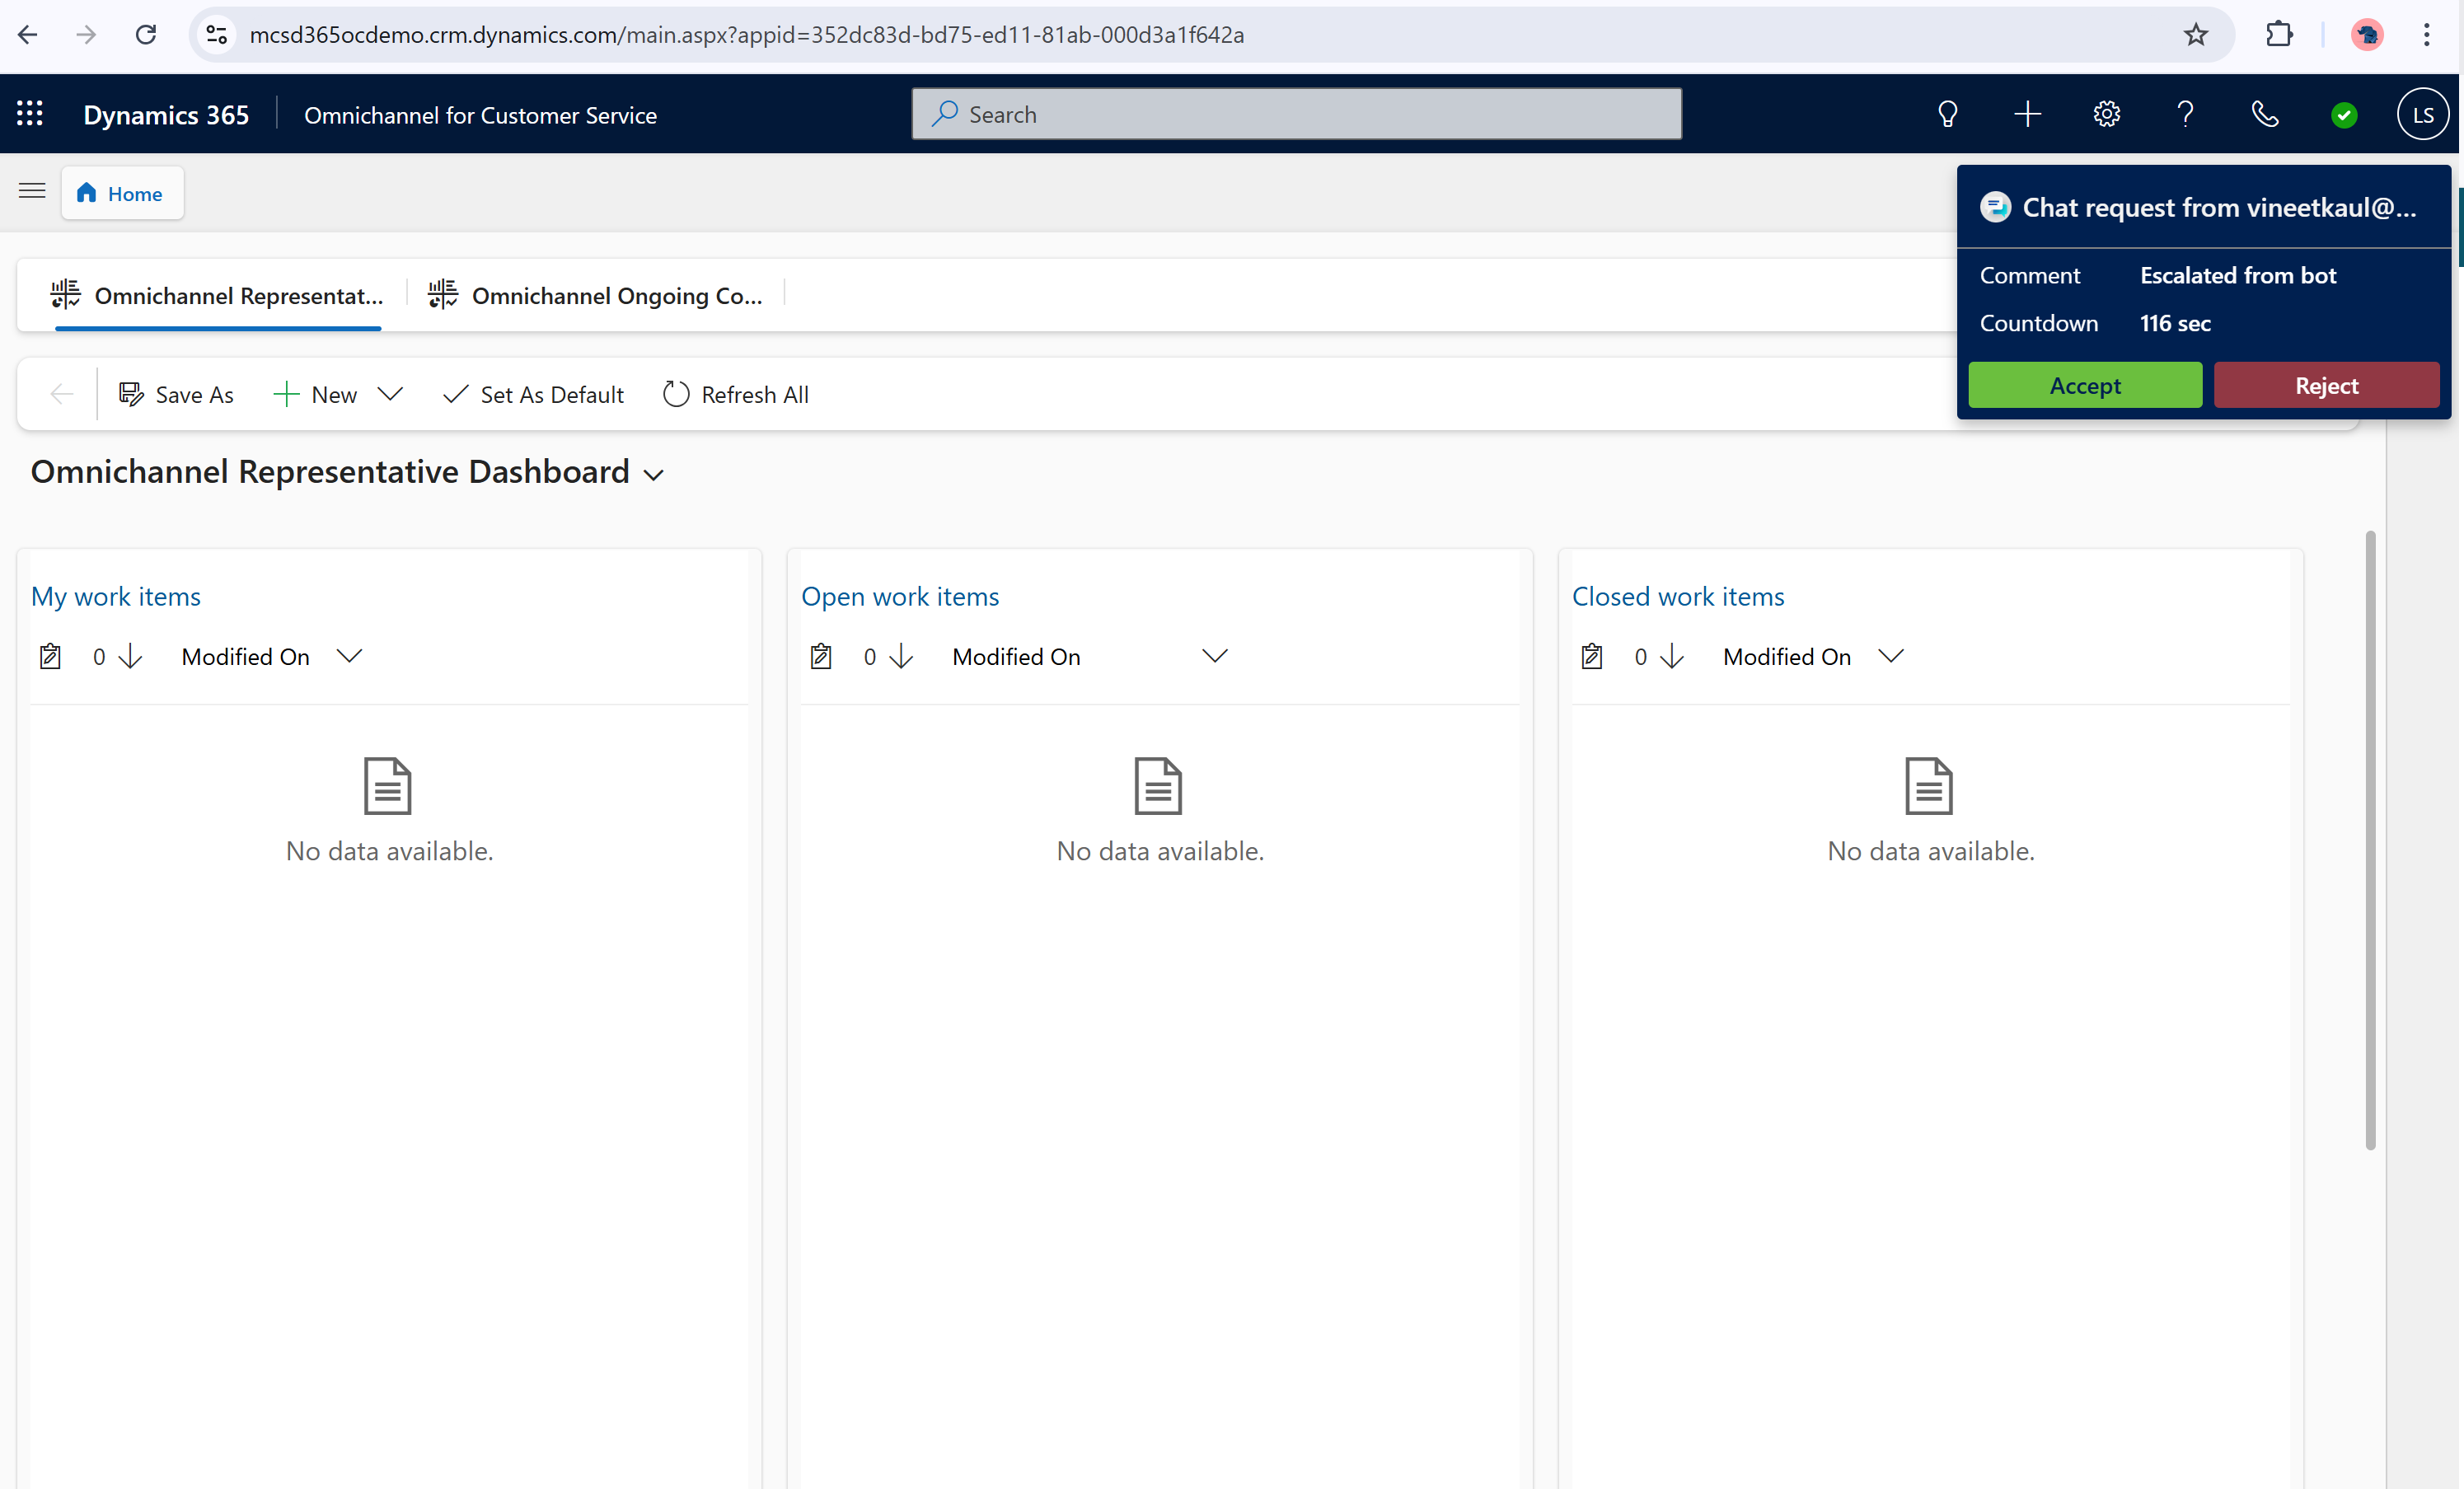 mcsd365ocdemo.crm.dynamics.com/main.aspx?appid=352dc83d-bd75-ed11-81ab-000d3a1f642a
Dynamics 365
Omnichannel for Customer Service
Search
LS
Home
Chat request from vineetkaul@...
Comment Escalated from bot
Countdown 116 sec
Accept
Reject
Omnichannel Representat...
Omnichannel Ongoing Co...
Save As
New
Set As Default
Refresh All
Omnichannel Representative Dashboard
My work items
0 Modified On
No data available.
Open work items
0 Modified On
No data available.
Closed work items
0 Modified On
No data available.